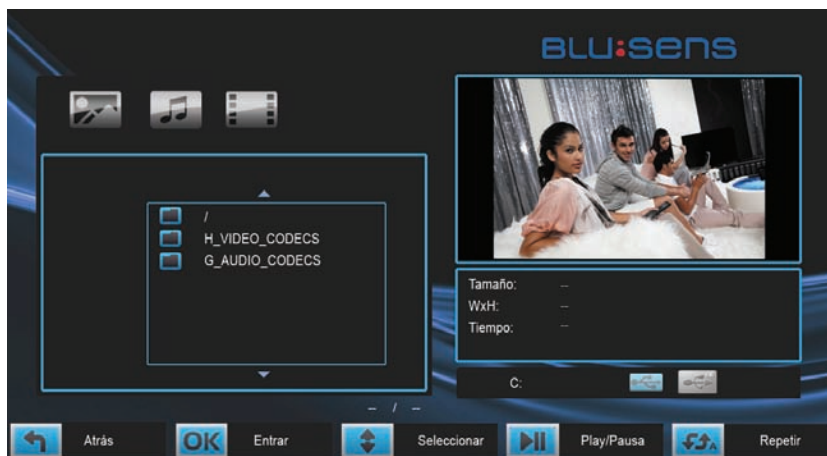 BLU:SENS
/
H_VIDEO_CODECS
G_AUDIO_CODECS
Tamaño: --
WxH: --
Tiempo: --
C:
-- / --
Atrás
OK Entrar
Seleccionar
Play/Pausa
A Repetir